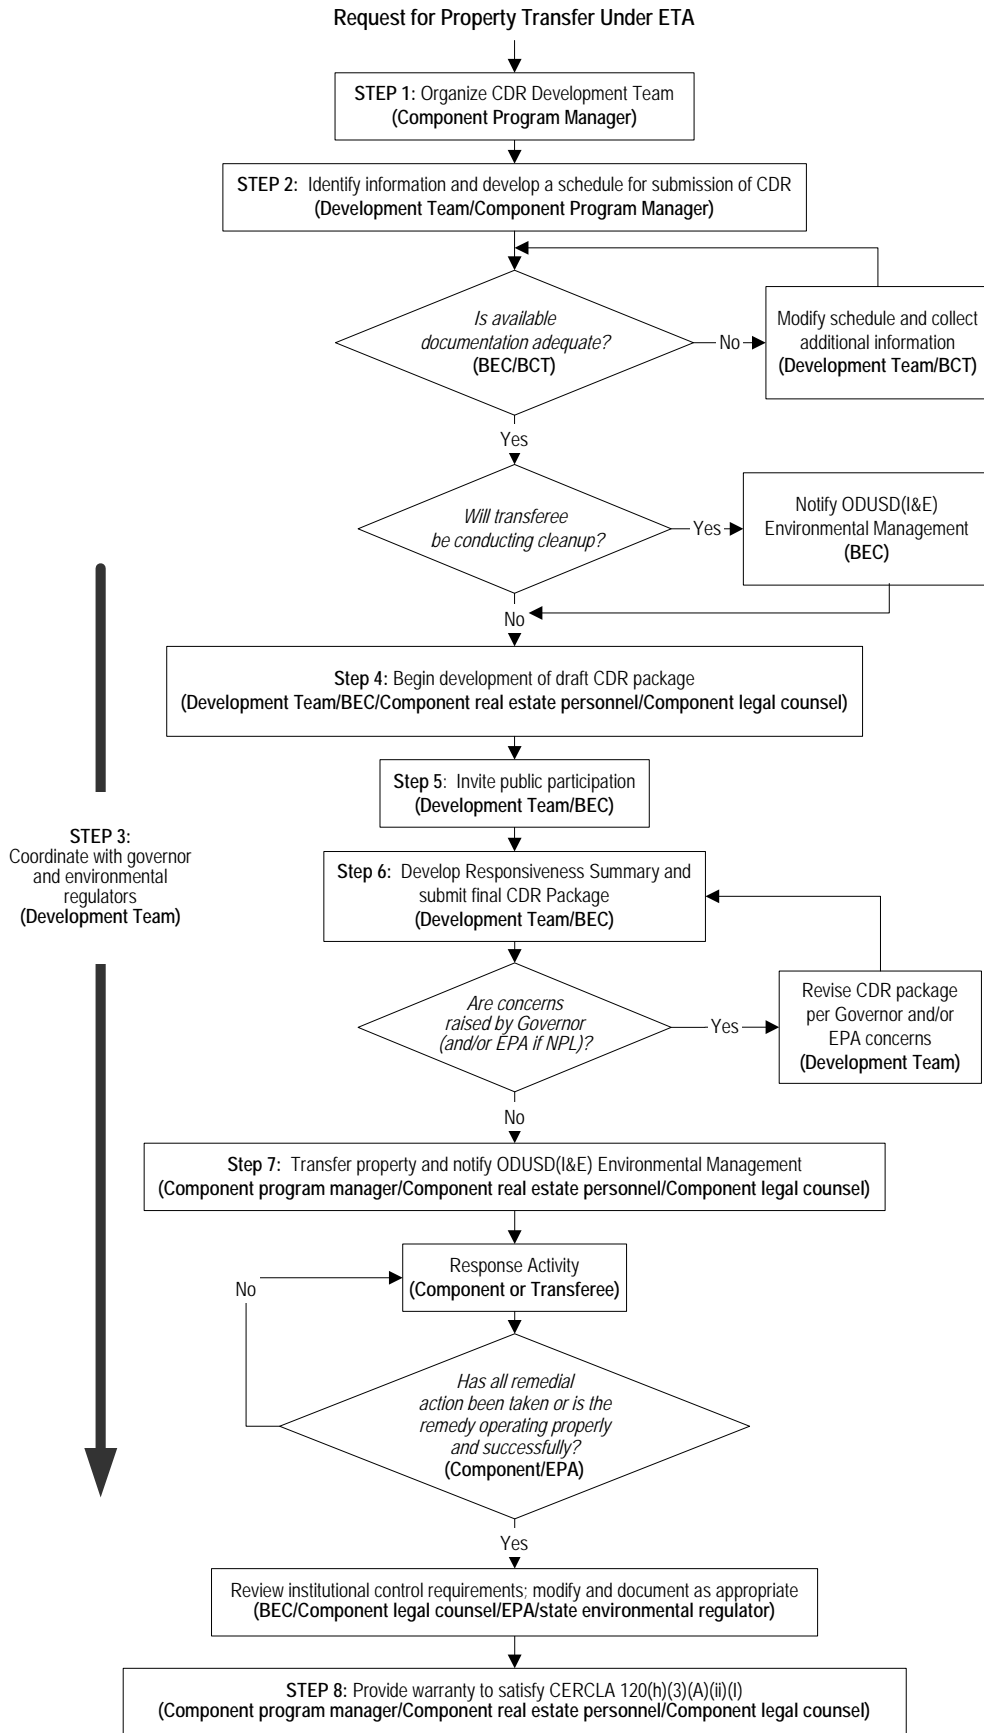 Request for Property Transfer Under ETA
STEP 1: Organize CDR Development Team
(Component Program Manager)
STEP 2: Identify information and develop a schedule for submission of CDR
(Development Team/Component Program Manager)
Is available
documentation adequate?
(BEC/BCT)
No
Modify schedule and collect
additional information
(Development Team/BCT)
Yes
Will transferee
be conducting cleanup?
Yes
Notify ODUSD(I&E)
Environmental Management
(BEC)
No
Step 4: Begin development of draft CDR package
(Development Team/BEC/Component real estate personnel/Component legal counsel)
Step 5: Invite public participation
(Development Team/BEC)
STEP 3:
Coordinate with governor
and environmental
regulators
(Development Team)
Step 6: Develop Responsiveness Summary and
submit final CDR Package
(Development Team/BEC)
Are concerns
raised by Governor
(and/or EPA if NPL)?
Yes
Revise CDR package
per Governor and/or
EPA concerns
(Development Team)
No
Step 7: Transfer property and notify ODUSD(I&E) Environmental Management
(Component program manager/Component real estate personnel/Component legal counsel)
Response Activity
(Component or Transferee)
No
Has all remedial
action been taken or is the
remedy operating properly
and successfully?
(Component/EPA)
Yes
Review institutional control requirements; modify and document as appropriate
(BEC/Component legal counsel/EPA/state environmental regulator)
STEP 8: Provide warranty to satisfy CERCLA 120(h)(3)(A)(ii)(I)
(Component program manager/Component real estate personnel/Component legal counsel)